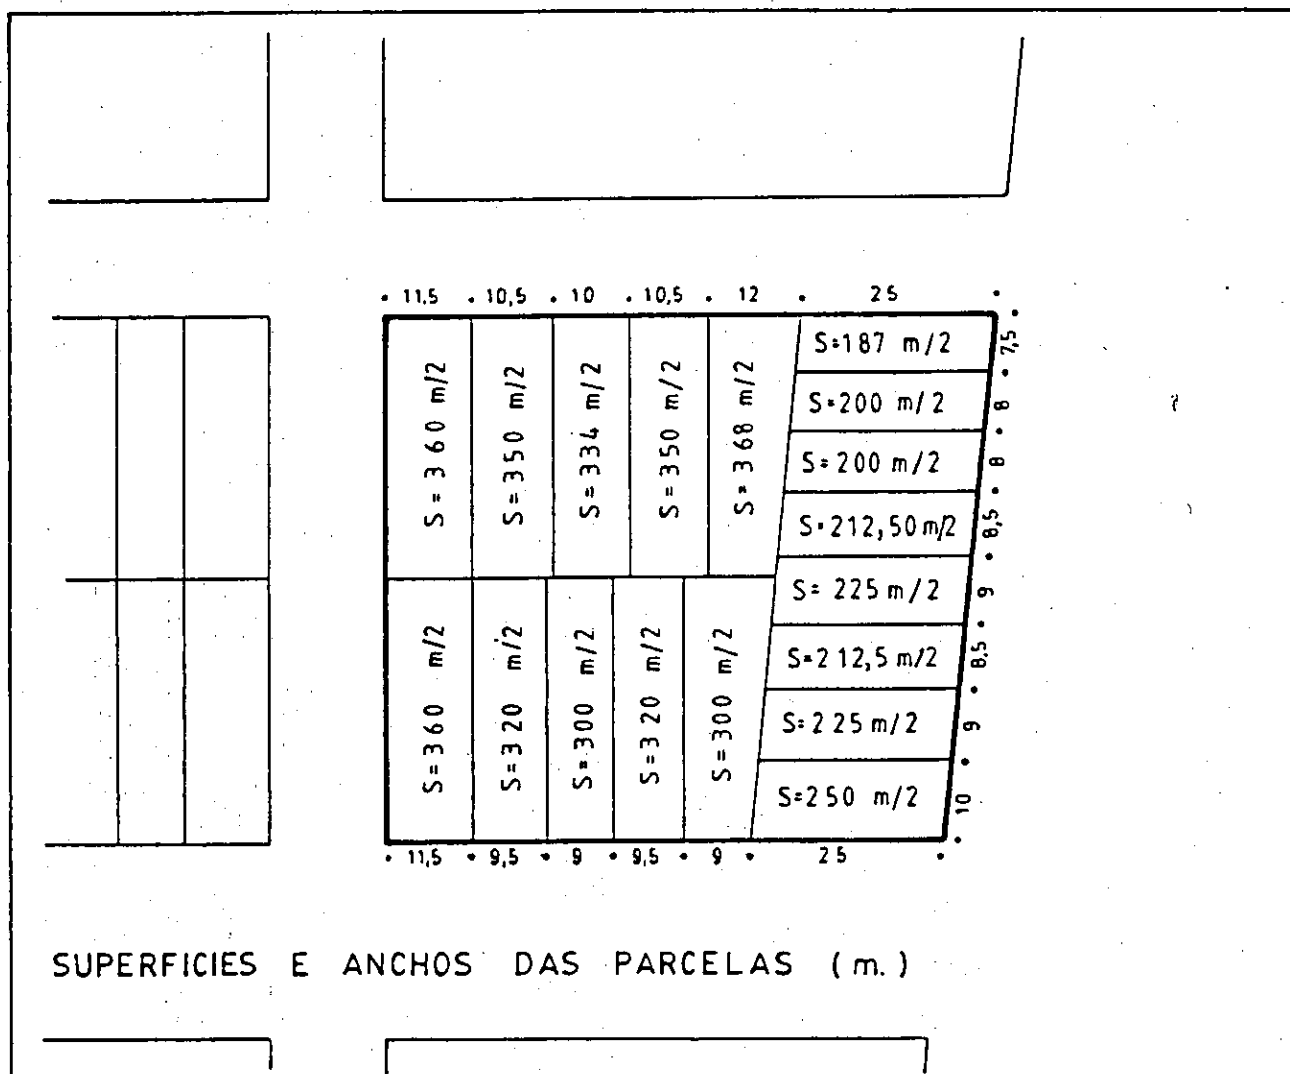 11,5 10,5 10 10,5 12 25
7,5
8
8
8,5
9
8,5
9
10
S=360 m/2
S=350 m/2
S=334 m/2
S=350 m/2
S=368 m/2
S=187 m/2
S=200 m/2
S=200 m/2
S=212,50 m/2
S=225 m/2
S=212,5 m/2
S=225 m/2
S=250 m/2
S=360 m/2
S=320 m/2
S=300 m/2
S=320 m/2
S=300 m/2
11,5 9,5 9 9,5 9 25
SUPERFICIES E ANCHOS DAS PARCELAS (m.)